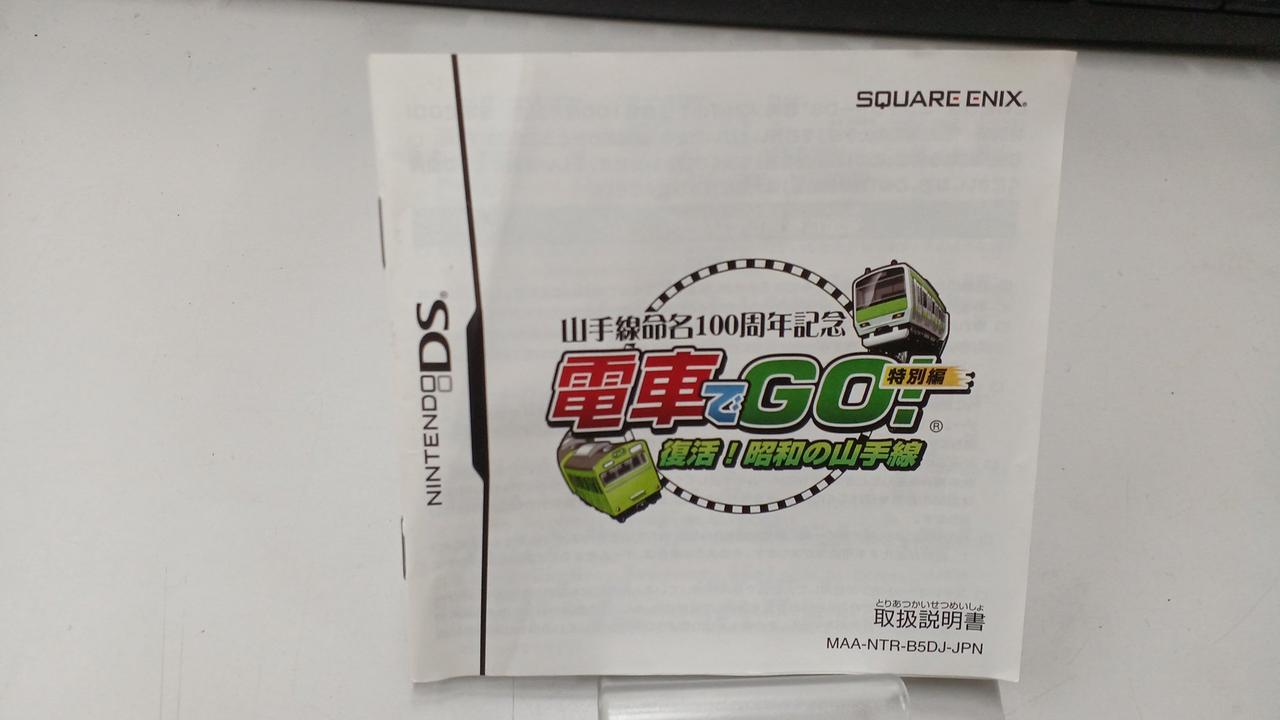 SQUARE ENIX®
NINTENDO DS®
山手線命名100周年記念
電車でGO! 特別編®
復活！昭和の山手線
とりあつかいせつめいしょ
取扱説明書
MAA-NTR-B5DJ-JPN